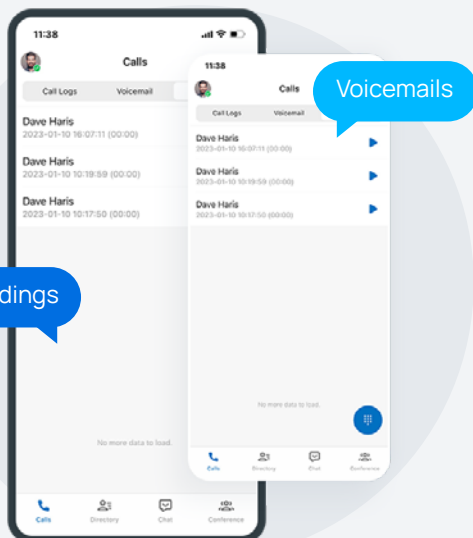 11:38
Calls
Call Logs Voicemail
Dave Haris
2023-01-10 16:07:11 (00:00)
Dave Haris
2023-01-10 10:19:59 (00:00)
Dave Haris
2023-01-10 10:17:50 (00:00)
dings
No more data to load.
Calls Directory Chat Conference
11:38
Calls
Voicemails
Call Logs Voicemail
Dave Haris
2023-01-10 16:07:11 (00:00)
Dave Haris
2023-01-10 10:19:59 (00:00)
Dave Haris
2023-01-10 10:17:50 (00:00)
No more data to load.
Calls Directory Chat Conference